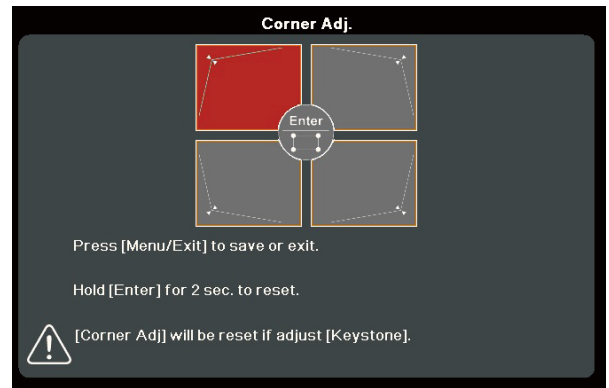 Corner Adj.
Enter
Press [Menu/Exit] to save or exit.
Hold [Enter] for 2 sec. to reset.
[Corner Adj] will be reset if adjust [Keystone].